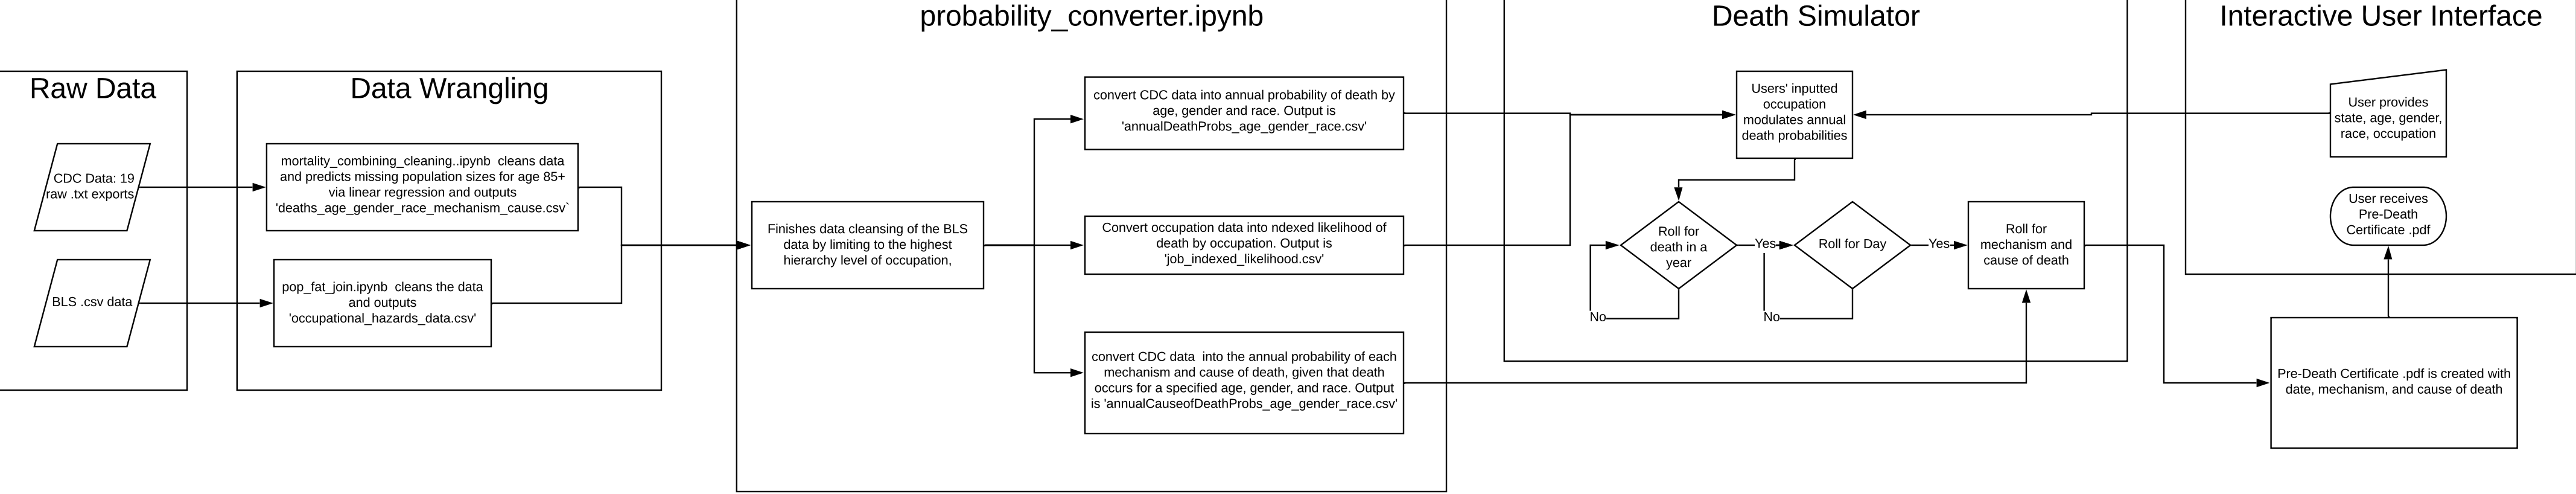 Raw Data
CDC Data: 19
raw .txt exports
BLS .csv data
Data Wrangling
mortality_combining_cleaning..ipynb  cleans data
and predicts missing population sizes for age 85+
via linear regression and outputs
'deaths_age_gender_race_mechanism_cause.csv`
pop_fat_join.ipynb  cleans the data
and outputs
'occupational_hazards_data.csv'
probability_converter.ipynb
Finishes data cleansing of the BLS
data by limiting to the highest
hierarchy level of occupation,
convert CDC data into annual probability of death by
age, gender and race. Output is
'annualDeathProbs_age_gender_race.csv'
Convert occupation data into ndexed likelihood of
death by occupation. Output is
'job_indexed_likelihood.csv'
convert CDC data  into the annual probability of each
mechanism and cause of death, given that death
occurs for a specified age, gender, and race. Output
is 'annualCauseofDeathProbs_age_gender_race.csv'
Death Simulator
Users' inputted
occupation
modulates annual
death probabilities
Roll for
death in a
year
Yes
No
Roll for Day
Yes
No
Roll for
mechanism and
cause of death
Interactive User Interface
User provides
state, age, gender,
race, occupation
User receives
Pre-Death
Certificate .pdf
Pre-Death Certificate .pdf is created with
date, mechanism, and cause of death